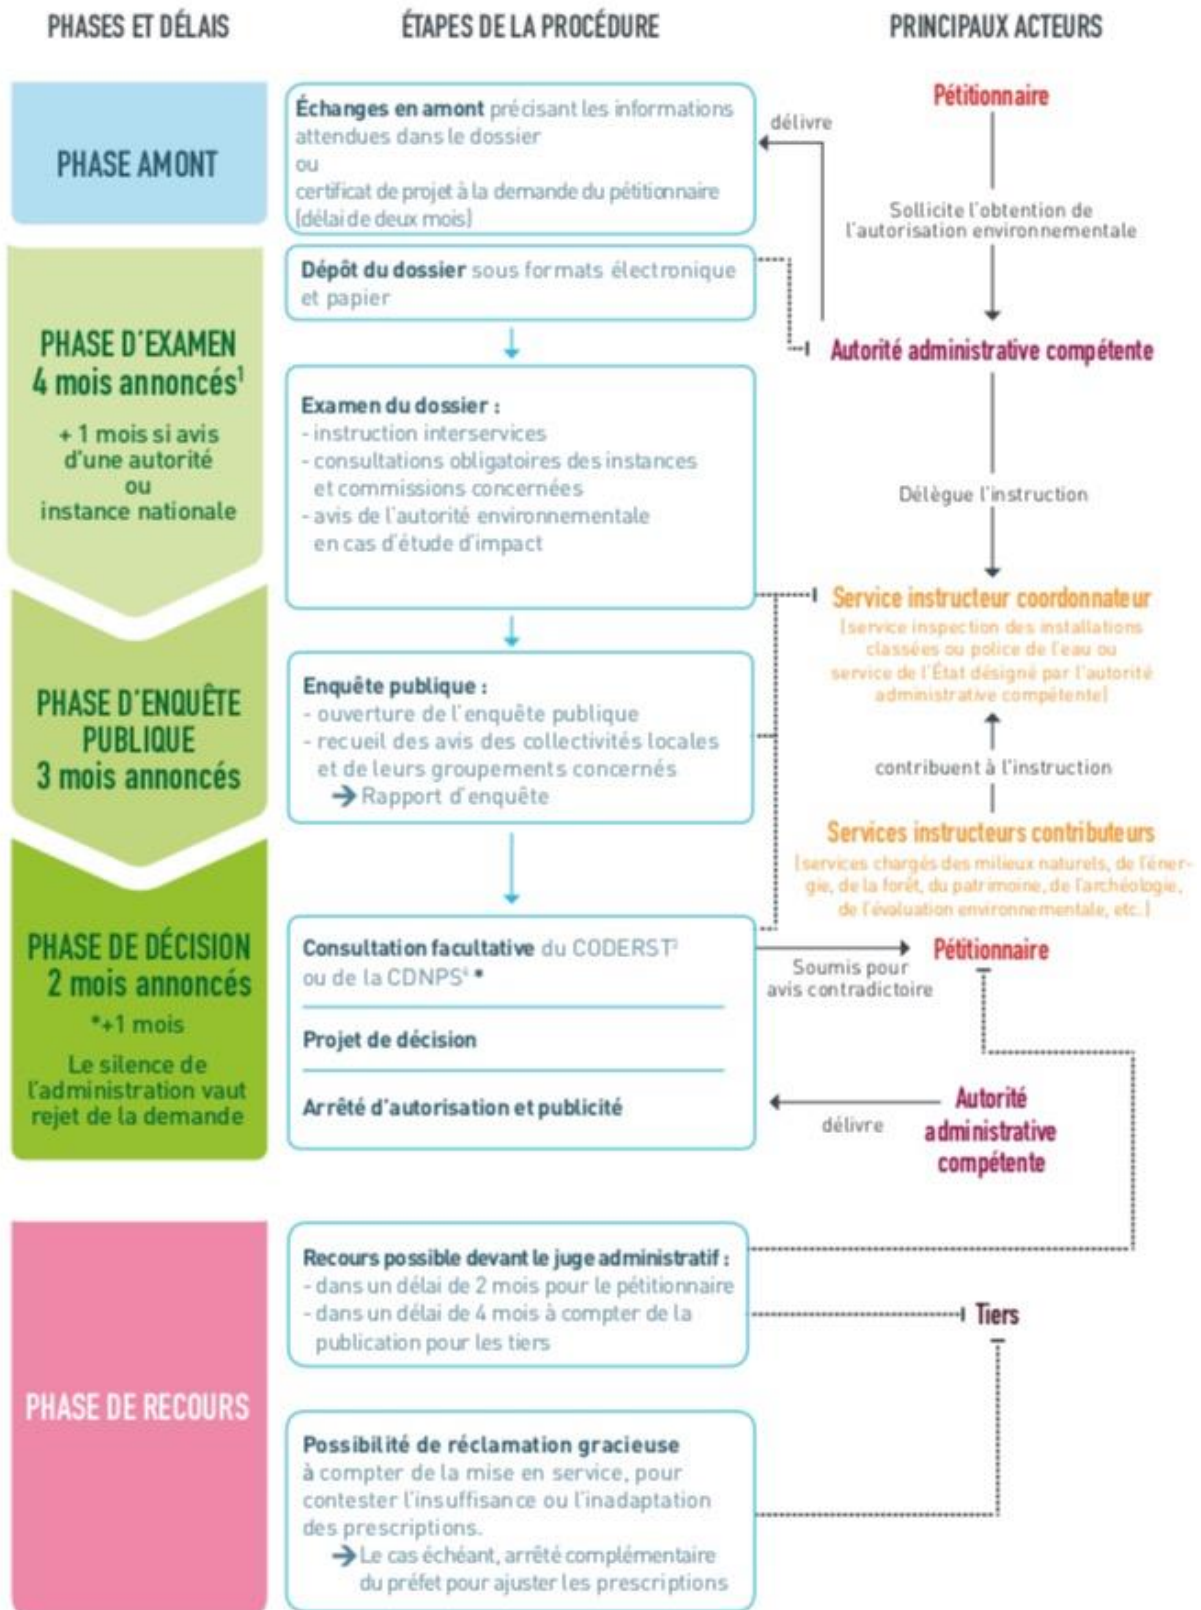 PHASES ET DÉLAIS
ÉTAPES DE LA PROCÉDURE
PRINCIPAUX ACTEURS
PHASE AMONT
Échanges en amont précisant les informations
attendues dans le dossier
ou
certificat de projet à la demande du pétitionnaire
(délai de deux mois)
délivre
Pétitionnaire
Sollicite l'obtention de
l'autorisation environnementale
PHASE D'EXAMEN
4 mois annoncés¹
+ 1 mois si avis
d'une autorité
ou
instance nationale
Dépôt du dossier sous formats électronique
et papier
Autorité administrative compétente
Examen du dossier :
- instruction interservices
- consultations obligatoires des instances
et commissions concernées
- avis de l'autorité environnementale
en cas d'étude d'impact
Délègue l'instruction
Service instructeur coordonnateur
(service inspection des installations
classées ou police de l'eau ou
service de l'État désigné par l'autorité
administrative compétente)
PHASE D'ENQUÊTE
PUBLIQUE
3 mois annoncés
Enquête publique :
- ouverture de l'enquête publique
- recueil des avis des collectivités locales
et de leurs groupements concernés
→ Rapport d'enquête
contribuent à l'instruction
Services instructeurs contributeurs
(services chargés des milieux naturels, de l'éner-
gie, de la forêt, du patrimoine, de l'archéologie,
de l'évaluation environnementale, etc.)
PHASE DE DÉCISION
2 mois annoncés
*+1 mois
Le silence de
l'administration vaut
rejet de la demande
Consultation facultative du CODERST³
ou de la CDNPS⁴ *
Projet de décision
Arrêté d'autorisation et publicité
Soumis pour
avis contradictoire
Pétitionnaire
délivre
Autorité
administrative
compétente
PHASE DE RECOURS
Recours possible devant le juge administratif :
- dans un délai de 2 mois pour le pétitionnaire
- dans un délai de 4 mois à compter de la
publication pour les tiers
Tiers
Possibilité de réclamation gracieuse
à compter de la mise en service, pour
contester l'insuffisance ou l'inadaptation
des prescriptions.
→ Le cas échéant, arrêté complémentaire
du préfet pour ajuster les prescriptions